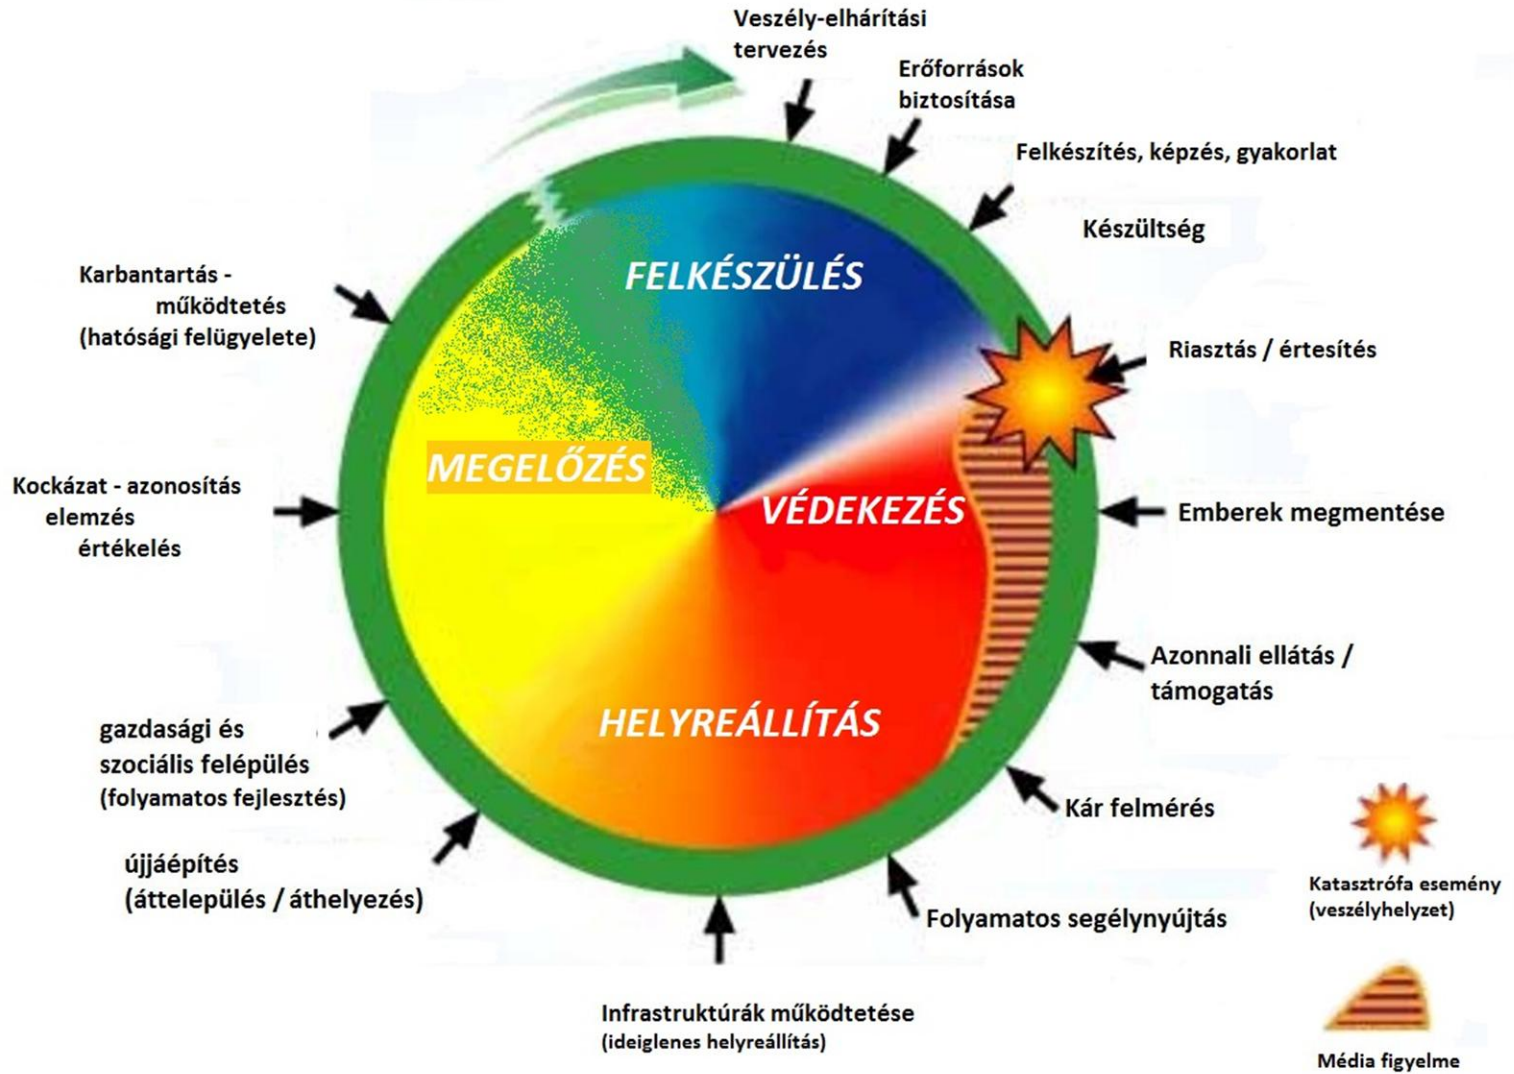 Veszély-elhárítási
tervezés
Erőforrások
biztosítása
Felkészítés, képzés, gyakorlat
Készültség
FELKÉSZÜLÉS
Karbantartás -
működtetés
(hatósági felügyelete)
Riasztás / értesítés
MEGELŐZÉS
Kockázat - azonosítás
elemzés
értékelés
VÉDEKEZÉS
Emberek megmentése
Azonnali ellátás /
támogatás
HELYREÁLLÍTÁS
gazdasági és
szociális felépülés
(folyamatos fejlesztés)
Kár felmérés
újjáépítés
(áttelepülés / áthelyezés)
Folyamatos segélynyújtás
Infrastruktúrák működtetése
(ideiglenes helyreállítás)
Katasztrófa esemény
(veszélyhelyzet)
Média figyelme